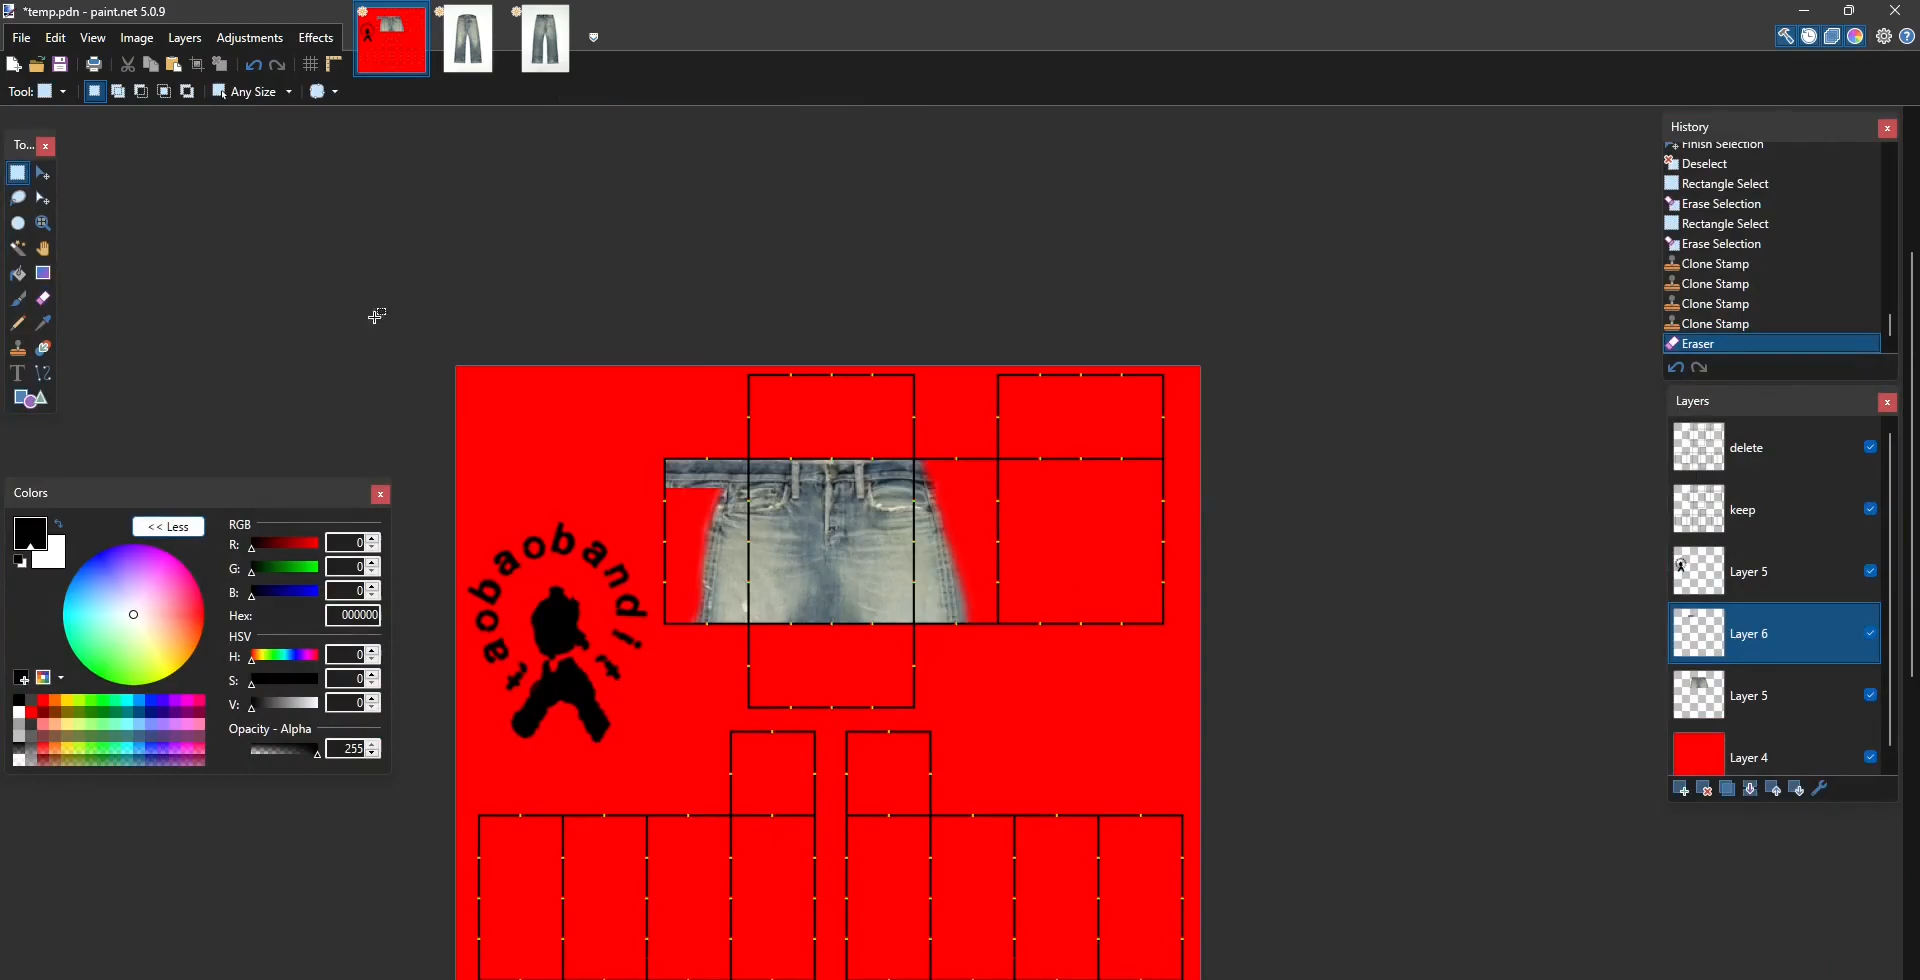 *temp.pdn - paint.net 5.0.9
File Edit View Image Layers Adjustments Effects
Tool: Any Size
To...
History
Finish Selection
Deselect
Rectangle Select
Erase Selection
Rectangle Select
Erase Selection
Clone Stamp
Clone Stamp
Clone Stamp
Clone Stamp
Eraser
Layers
delete
keep
Layer 5
Layer 6
Layer 5
Layer 4
Colors
<< Less
RGB
R: 0
G: 0
B: 0
Hex: 000000
HSV
H: 0
S: 0
V: 0
Opacity - Alpha
255
taobaobandit